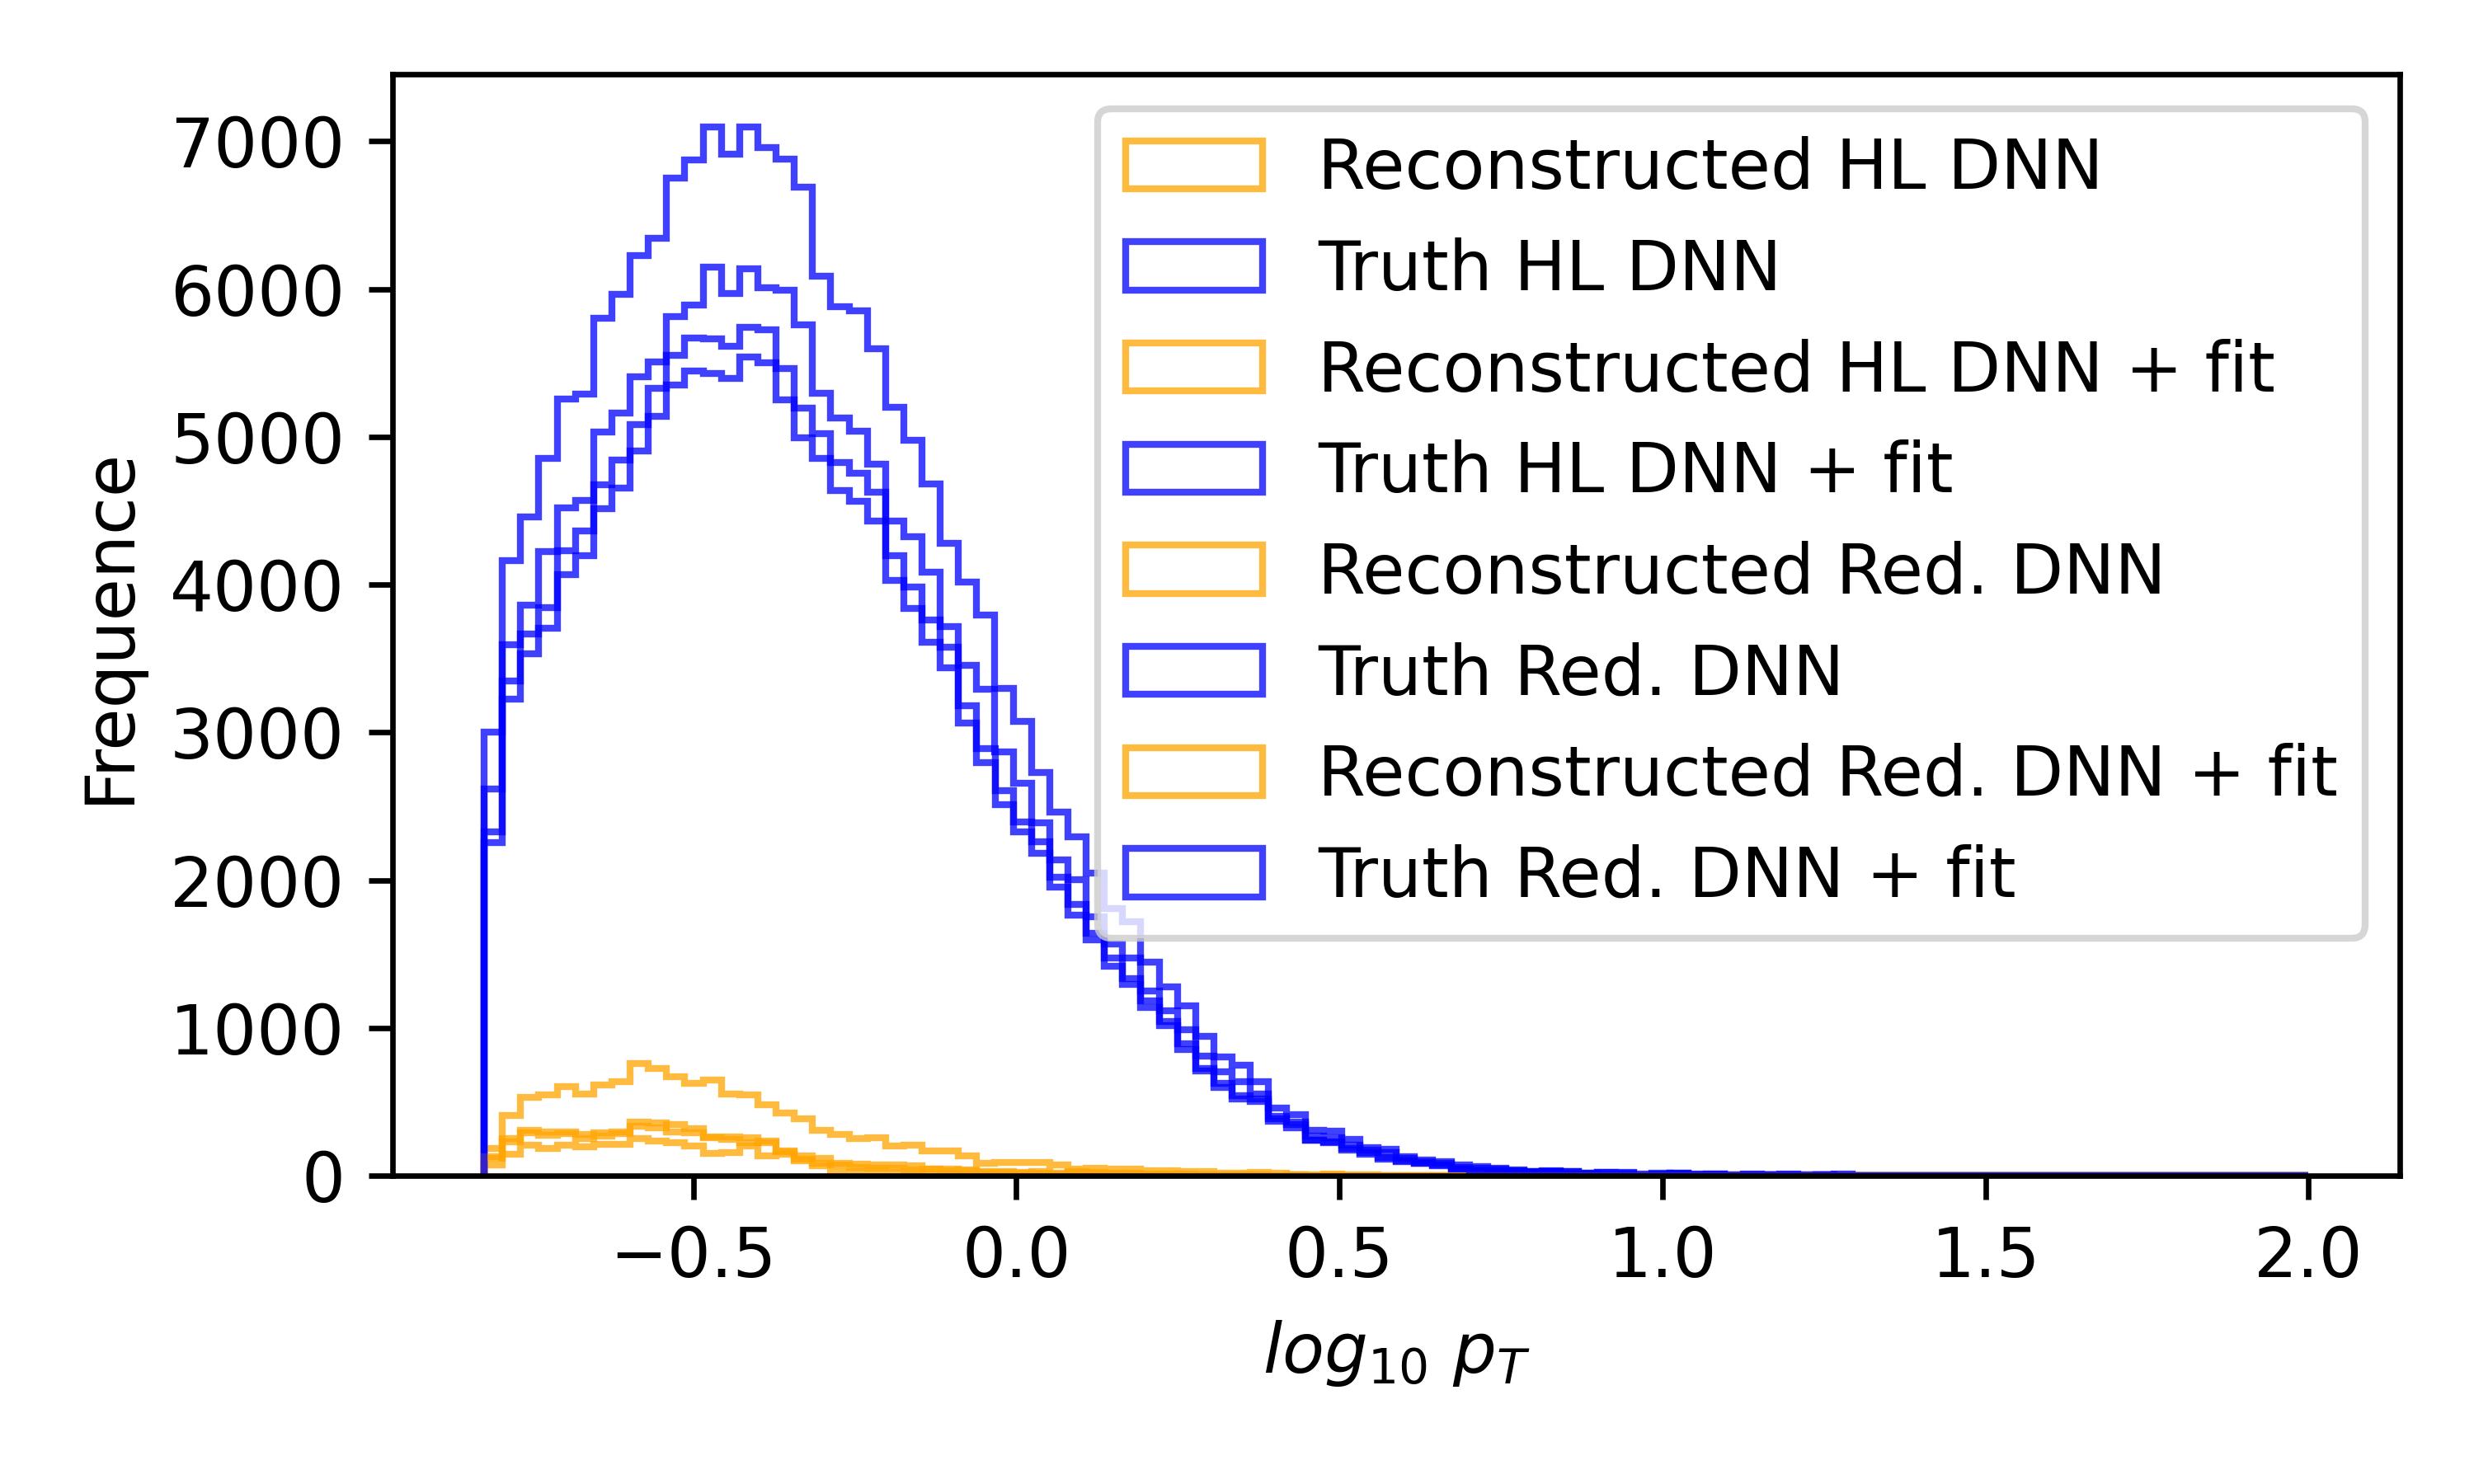 7000
6000
5000
4000
3000
2000
1000
0
Frequence
Reconstructed HL DNN
Truth HL DNN
Reconstructed HL DNN + fit
Truth HL DNN + fit
Reconstructed Red. DNN
Truth Red. DNN
Reconstructed Red. DNN + fit
Truth Red. DNN + fit
−0.5 0.0 0.5 1.0 1.5 2.0
log₁₀ p_T